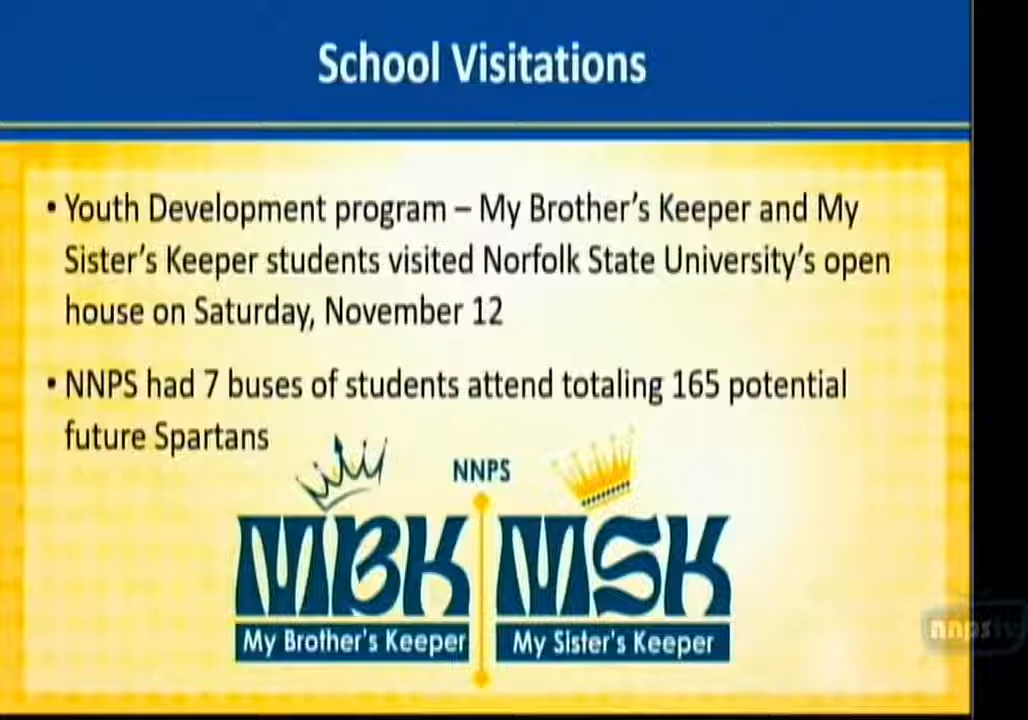 School Visitations
• Youth Development program – My Brother's Keeper and My
Sister's Keeper students visited Norfolk State University's open
house on Saturday, November 12
• NNPS had 7 buses of students attend totaling 165 potential
future Spartans
NNPS
MBK MSK
My Brother's Keeper My Sister's Keeper
nnpstv